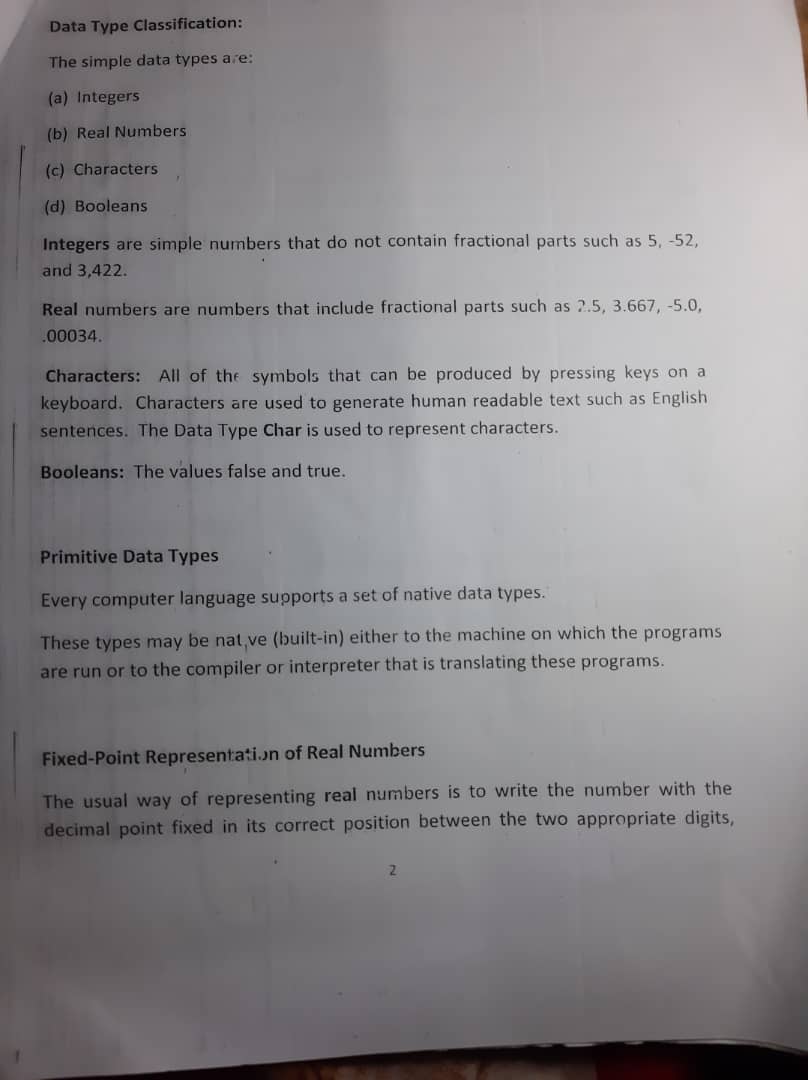 Data Type Classification:
The simple data types are:
(a) Integers
(b) Real Numbers
(c) Characters
(d) Booleans
Integers are simple numbers that do not contain fractional parts such as 5, -52,
and 3,422.
Real numbers are numbers that include fractional parts such as 2.5, 3.667, -5.0,
.00034.
Characters: All of the symbols that can be produced by pressing keys on a
keyboard. Characters are used to generate human readable text such as English
sentences. The Data Type Char is used to represent characters.
Booleans: The values false and true.
Primitive Data Types
Every computer language supports a set of native data types.
These types may be native (built-in) either to the machine on which the programs
are run or to the compiler or interpreter that is translating these programs.
Fixed-Point Representation of Real Numbers
The usual way of representing real numbers is to write the number with the
decimal point fixed in its correct position between the two appropriate digits,
2